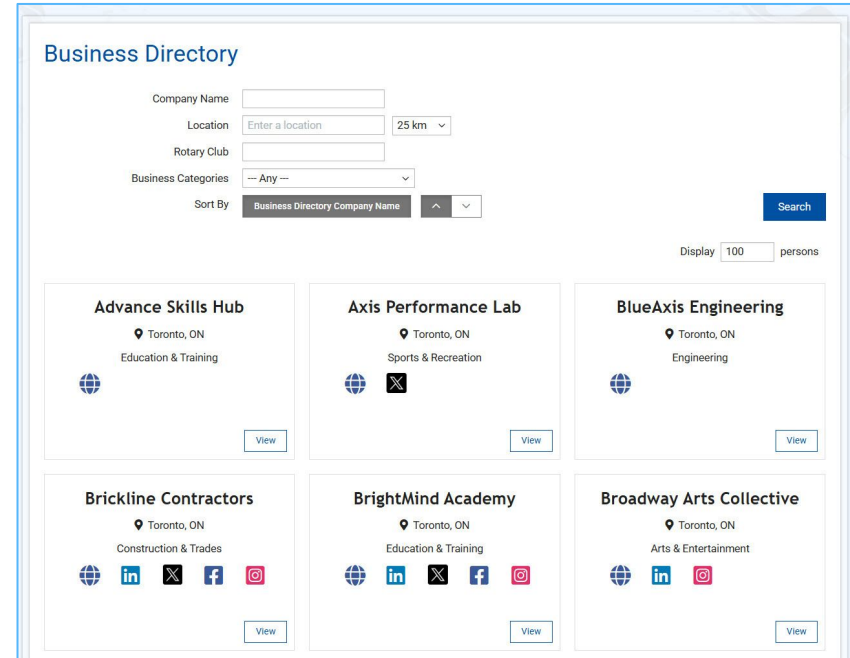 Business Directory
Company Name
Location Enter a location 25 km
Rotary Club
Business Categories --- Any ---
Sort By Business Directory Company Name
Search
Display 100 persons
Advance Skills Hub
Toronto, ON
Education & Training
View
Axis Performance Lab
Toronto, ON
Sports & Recreation
View
BlueAxis Engineering
Toronto, ON
Engineering
View
Brickline Contractors
Toronto, ON
Construction & Trades
View
BrightMind Academy
Toronto, ON
Education & Training
View
Broadway Arts Collective
Toronto, ON
Arts & Entertainment
View